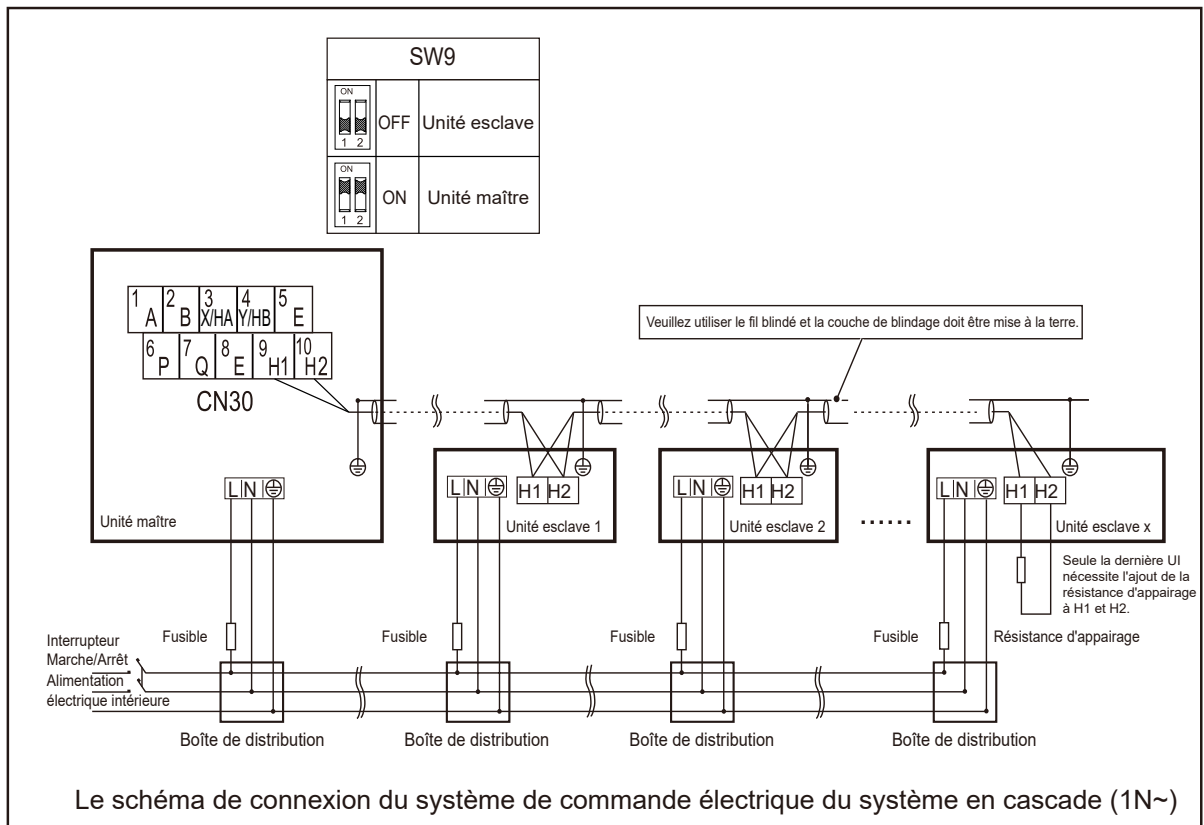 SW9
ON
1 2
OFF
Unité esclave
ON
1 2
ON
Unité maître
1 A
2 B
3 X/HA
4 Y/HB
5 E
6 P
7 Q
8 E
9 H1
10 H2
CN30
Veuillez utiliser le fil blindé et la couche de blindage doit être mise à la terre.
L N
Unité maître
L N
H1 H2
Unité esclave 1
L N
H1 H2
Unité esclave 2
......
L N
H1 H2
Unité esclave x
Seule la dernière UI
nécessite l'ajout de la
résistance d'appairage
à H1 et H2.
Interrupteur
Marche/Arrêt
Alimentation
électrique intérieure
Fusible
Fusible
Fusible
Fusible
Résistance d'appairage
Boîte de distribution
Boîte de distribution
Boîte de distribution
Boîte de distribution
Le schéma de connexion du système de commande électrique du système en cascade (1N~)